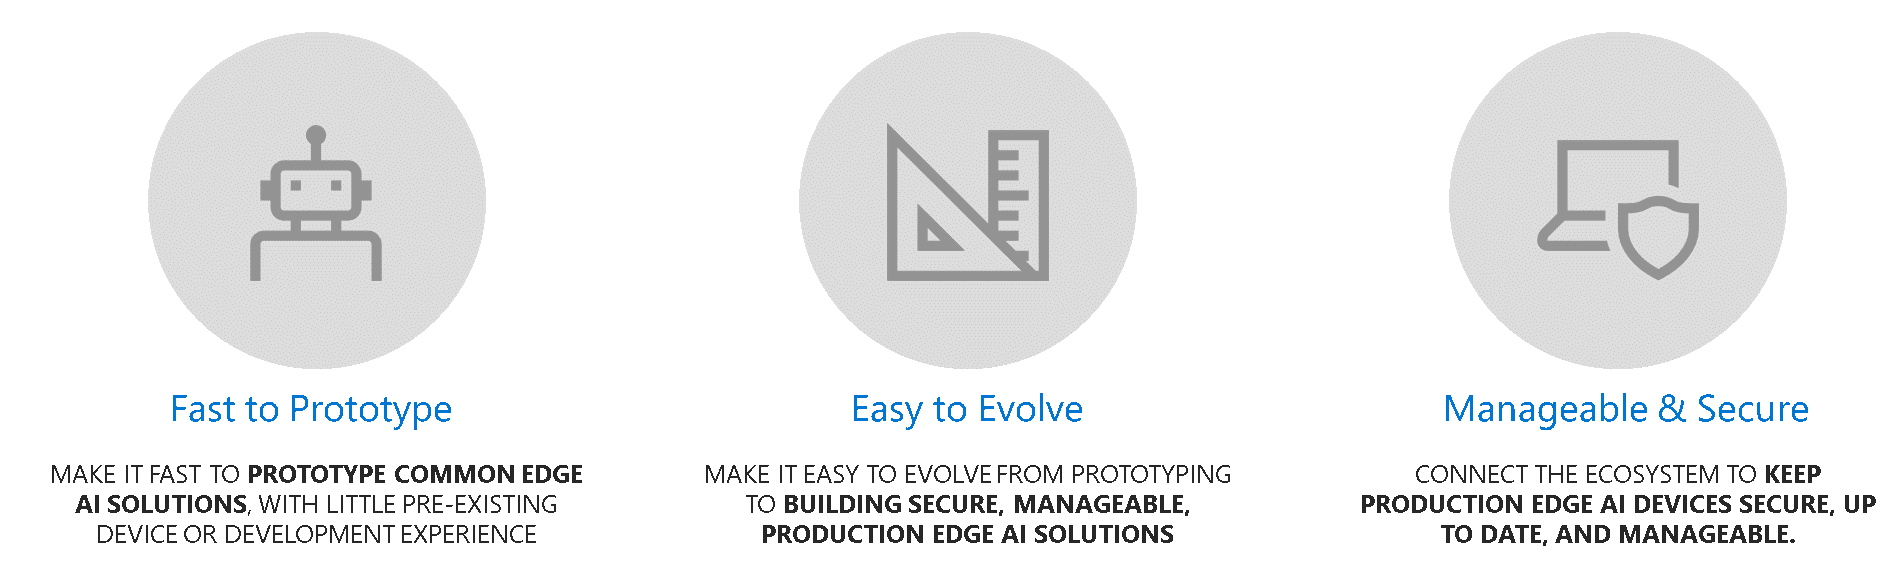 Fast to Prototype
MAKE IT FAST TO PROTOTYPE COMMON EDGE
AI SOLUTIONS, WITH LITTLE PRE-EXISTING
DEVICE OR DEVELOPMENT EXPERIENCE
Easy to Evolve
MAKE IT EASY TO EVOLVE FROM PROTOTYPING
TO BUILDING SECURE, MANAGEABLE,
PRODUCTION EDGE AI SOLUTIONS
Manageable & Secure
CONNECT THE ECOSYSTEM TO KEEP
PRODUCTION EDGE AI DEVICES SECURE, UP
TO DATE, AND MANAGEABLE.